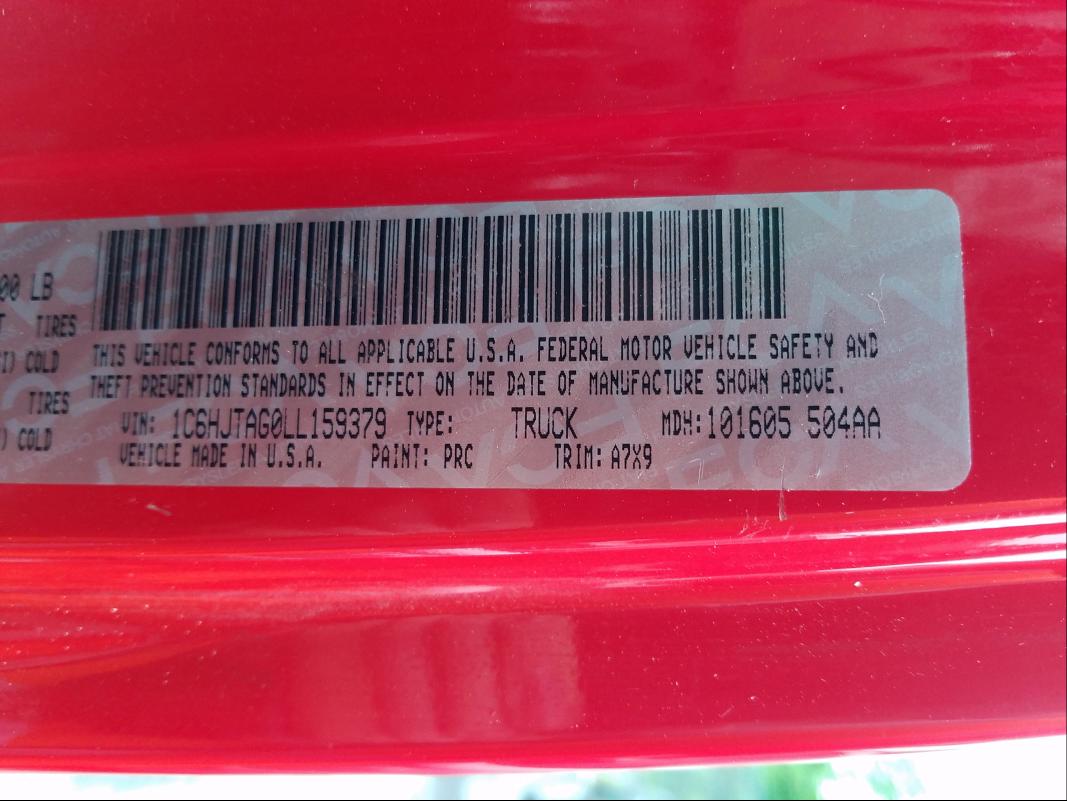 00 LB
T TIRES
I) COLD
TIRES
) COLD
THIS VEHICLE CONFORMS TO ALL APPLICABLE U.S.A. FEDERAL MOTOR VEHICLE SAFETY AND
THEFT PREVENTION STANDARDS IN EFFECT ON THE DATE OF MANUFACTURE SHOWN ABOVE.
VIN: 1C6HJTAG0LL159379 TYPE: TRUCK MDH:101605 504AA
VEHICLE MADE IN U.S.A. PAINT: PRC TRIM: A7X9